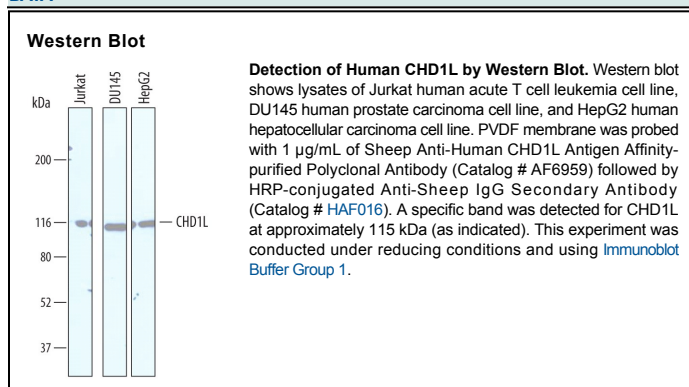 Western Blot
Jurkat
DU145
HepG2
kDa
200
116
CHD1L
80
52
37
Detection of Human CHD1L by Western Blot. Western blot
shows lysates of Jurkat human acute T cell leukemia cell line,
DU145 human prostate carcinoma cell line, and HepG2 human
hepatocellular carcinoma cell line. PVDF membrane was probed
with 1 µg/mL of Sheep Anti-Human CHD1L Antigen Affinity-
purified Polyclonal Antibody (Catalog # AF6959) followed by
HRP-conjugated Anti-Sheep IgG Secondary Antibody
(Catalog # HAF016). A specific band was detected for CHD1L
at approximately 115 kDa (as indicated). This experiment was
conducted under reducing conditions and using Immunoblot
Buffer Group 1.